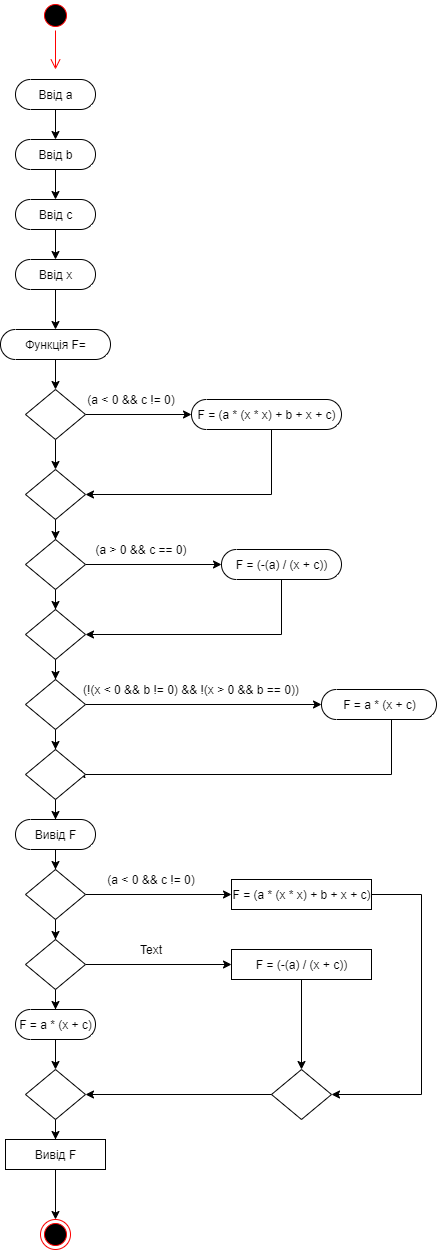 Ввід a
Ввід b
Ввід c
Ввід x
Функція F=
(a < 0 && c != 0)
F = (a * (x * x) + b + x + c)
(a > 0 && c == 0)
F = (-(a) / (x + c))
(!(x < 0 && b != 0) && !(x > 0 && b == 0))
F = a * (x + c)
Вивід F
(a < 0 && c != 0)
F = (a * (x * x) + b + x + c)
Text
F = (-(a) / (x + c))
F = a * (x + c)
Вивід F